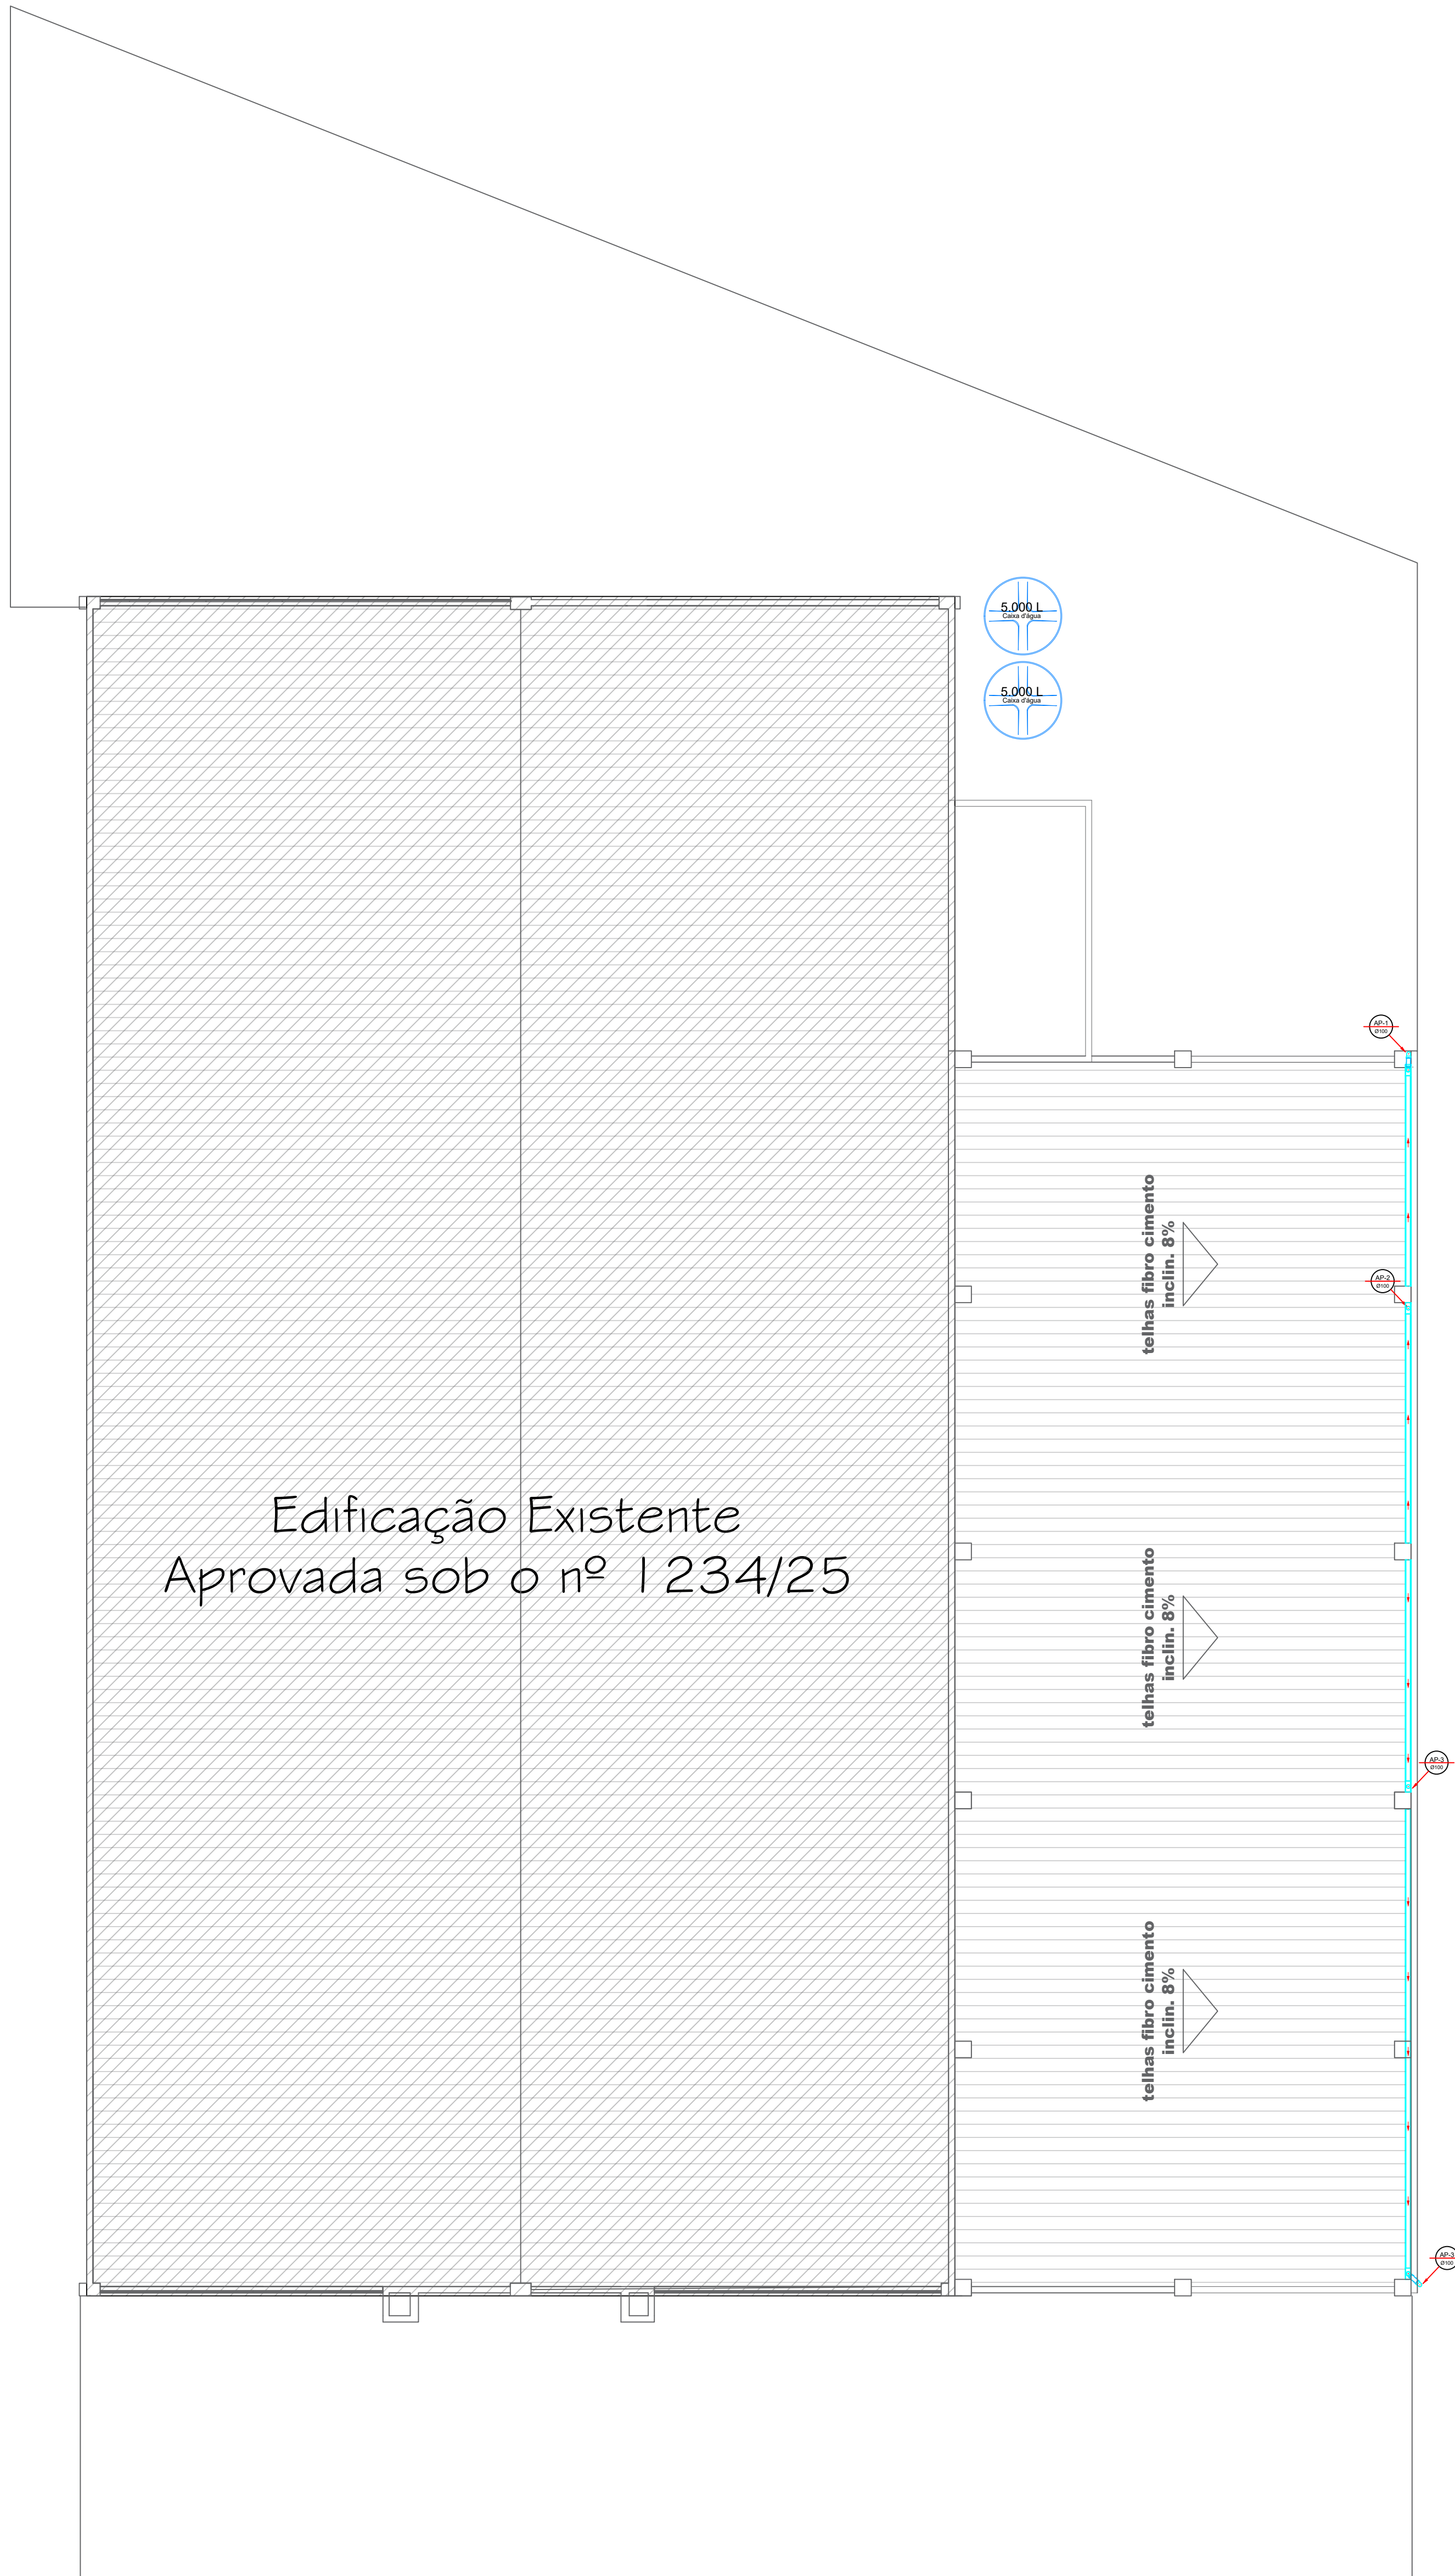 5.000 L
Caixa d'água
5.000 L
Caixa d'água
AP-1
Ø100
telhas fibro cimento
inclin. 8%
AP-2
Ø100
Edificação Existente
Aprovada sob o nº 1234/25
telhas fibro cimento
inclin. 8%
AP-3
Ø100
telhas fibro cimento
inclin. 8%
AP-3
Ø100